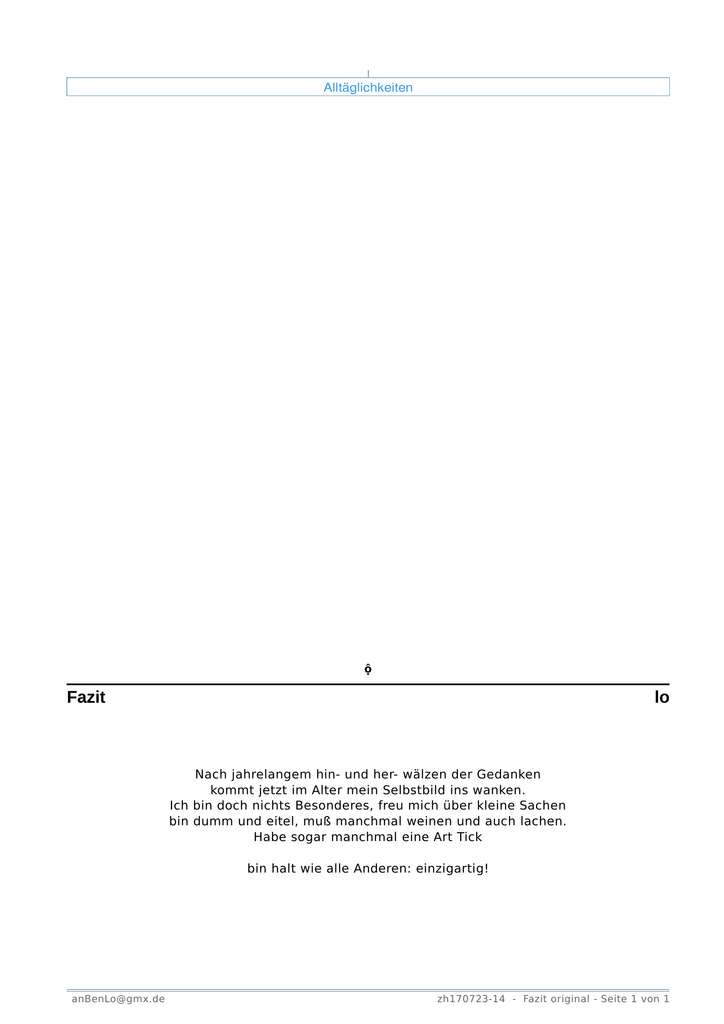 Alltäglichkeiten
ộ
Fazit lo
Nach jahrelangem hin- und her- wälzen der Gedanken
kommt jetzt im Alter mein Selbstbild ins wanken.
Ich bin doch nichts Besonderes, freu mich über kleine Sachen
bin dumm und eitel, muß manchmal weinen und auch lachen.
Habe sogar manchmal eine Art Tick
bin halt wie alle Anderen: einzigartig!
anBenLo@gmx.de zh170723-14 - Fazit original - Seite 1 von 1